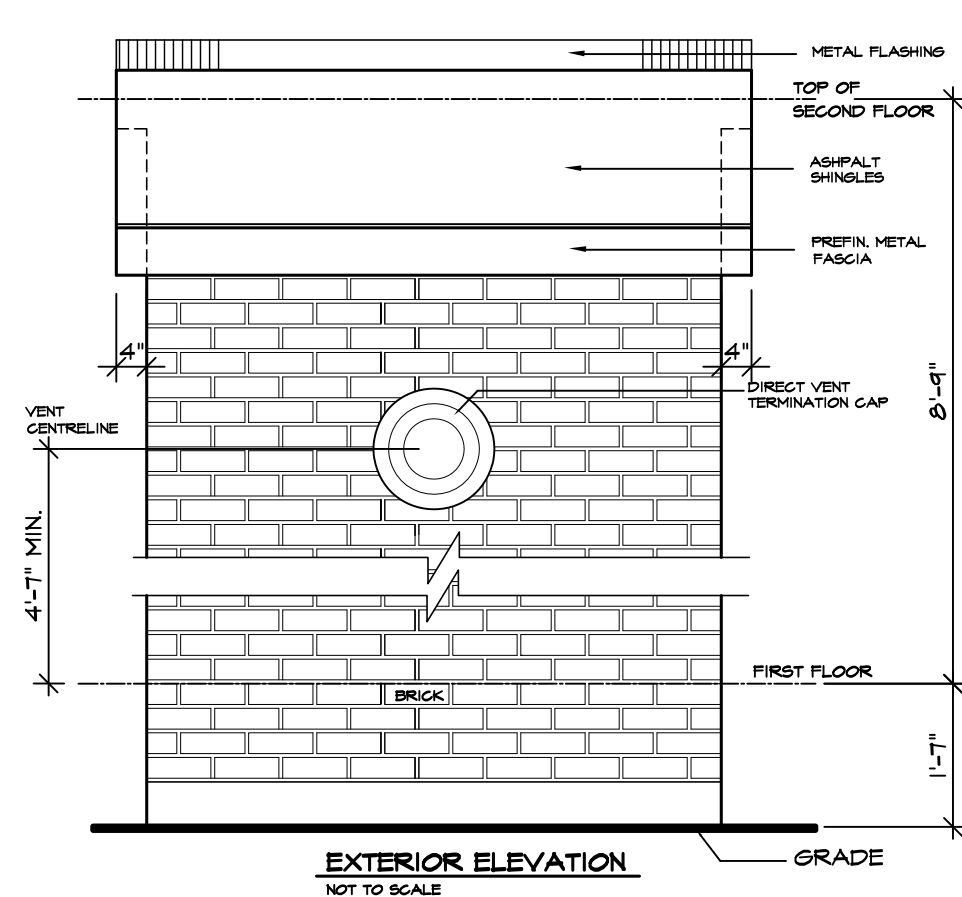 METAL FLASHING
TOP OF
SECOND FLOOR
ASHPALT
SHINGLES
PREFIN. METAL
FASCIA
4"
4"
8'-9"
DIRECT VENT
TERMINATION CAP
VENT
CENTRELINE
4'-7" MIN.
FIRST FLOOR
BRICK
1'-7"
GRADE
EXTERIOR ELEVATION
NOT TO SCALE